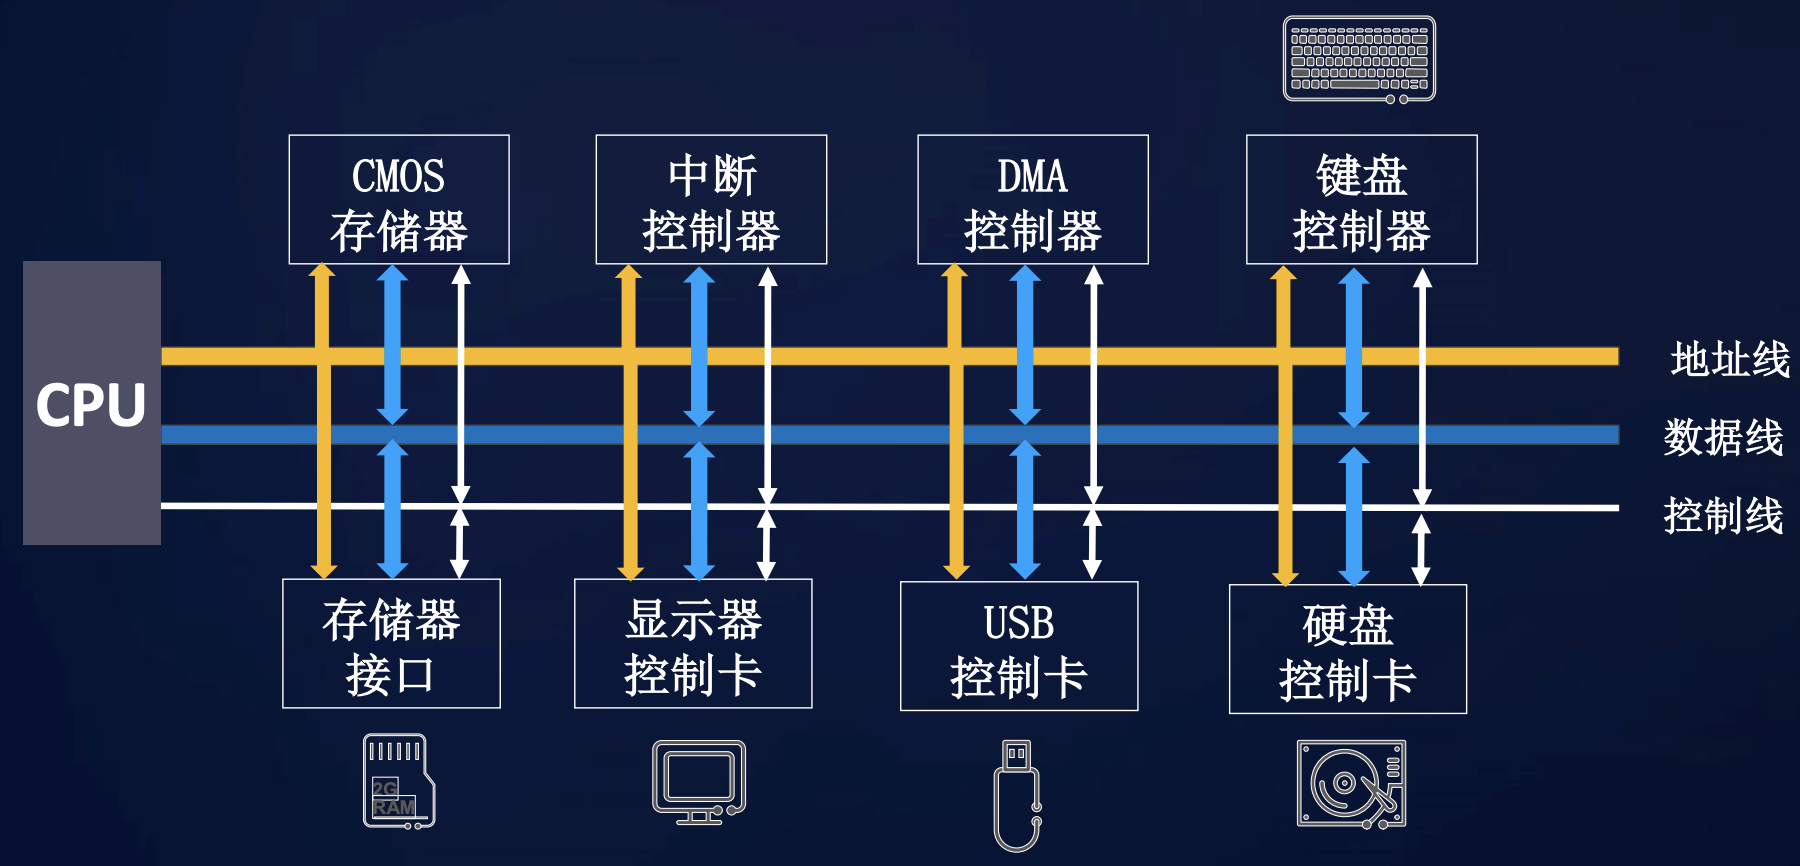 CMOS
存储器
中断
控制器
DMA
控制器
键盘
控制器
CPU
地址线
数据线
控制线
存储器
接口
显示器
控制卡
USB
控制卡
硬盘
控制卡
2G
RAM